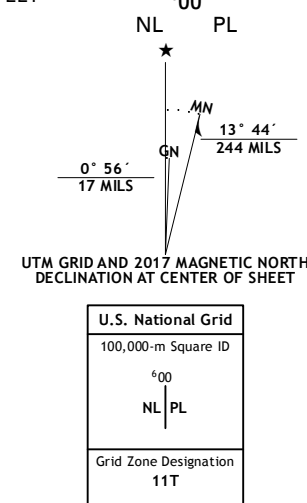 00
NL PL
★
MN
GN
13° 44´
244 MILS
0° 56´
17 MILS
UTM GRID AND 2017 MAGNETIC NORTH
DECLINATION AT CENTER OF SHEET
U.S. National Grid
100,000-m Square ID
⁶00
NL PL
Grid Zone Designation
11T